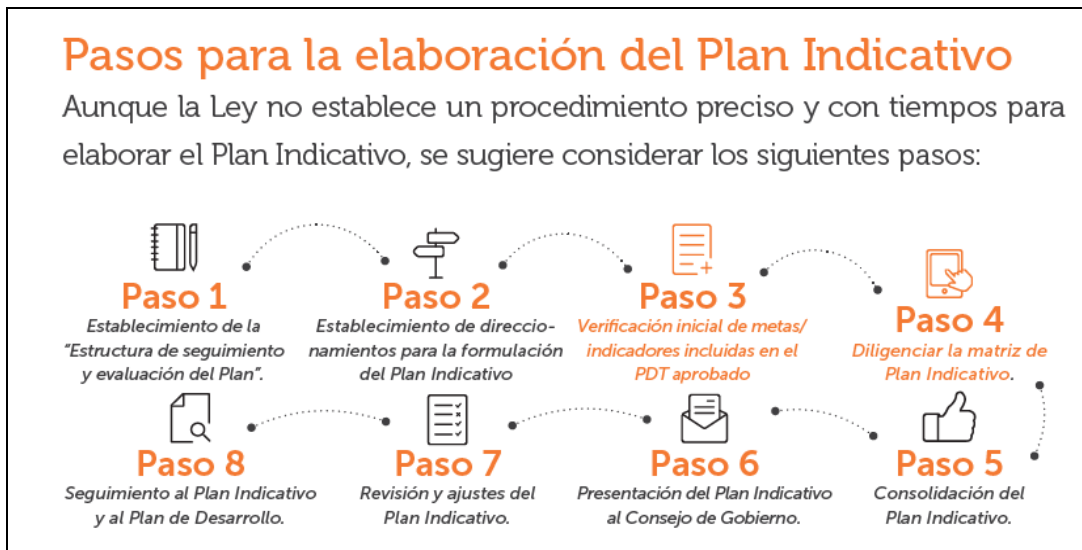 Pasos para la elaboración del Plan Indicativo
Aunque la Ley no establece un procedimiento preciso y con tiempos para
elaborar el Plan Indicativo, se sugiere considerar los siguientes pasos:
Paso 1
Establecimiento de la
“Estructura de seguimiento
y evaluación del Plan”.
Paso 2
Establecimiento de direccio-
namientos para la formulación
del Plan Indicativo
Paso 3
Verificación inicial de metas/
indicadores incluidas en el
PDT aprobado
Paso 4
Diligenciar la matriz de
Plan Indicativo.
Paso 5
Consolidación del
Plan Indicativo.
Paso 6
Presentación del Plan Indicativo
al Consejo de Gobierno.
Paso 7
Revisión y ajustes del
Plan Indicativo.
Paso 8
Seguimiento al Plan Indicativo
y al Plan de Desarrollo.